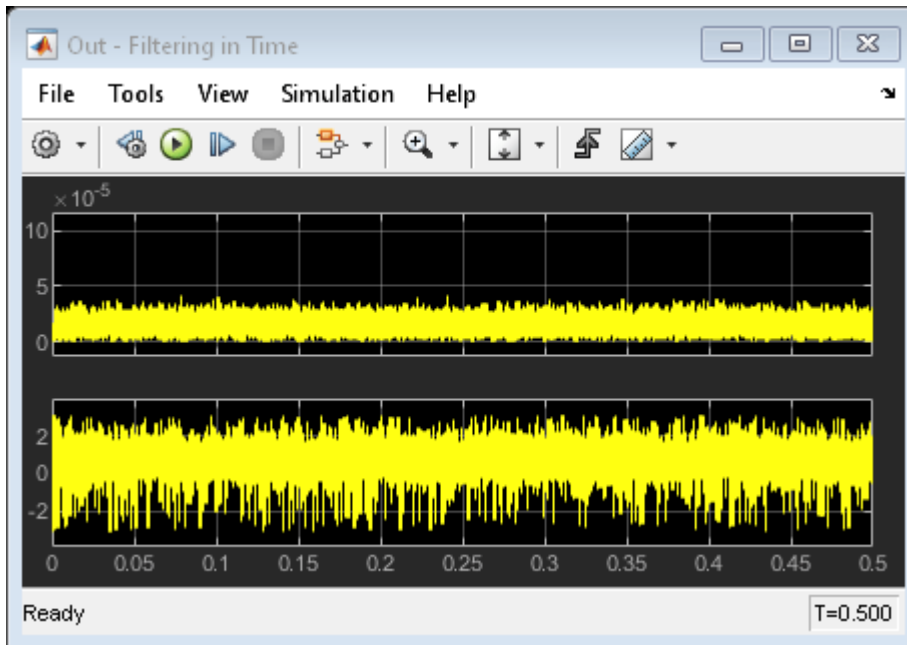 Out - Filtering in Time
File Tools View Simulation Help
×10⁻⁵
10
5
0
2
0
-2
0 0.05 0.1 0.15 0.2 0.25 0.3 0.35 0.4 0.45 0.5
Ready T=0.500